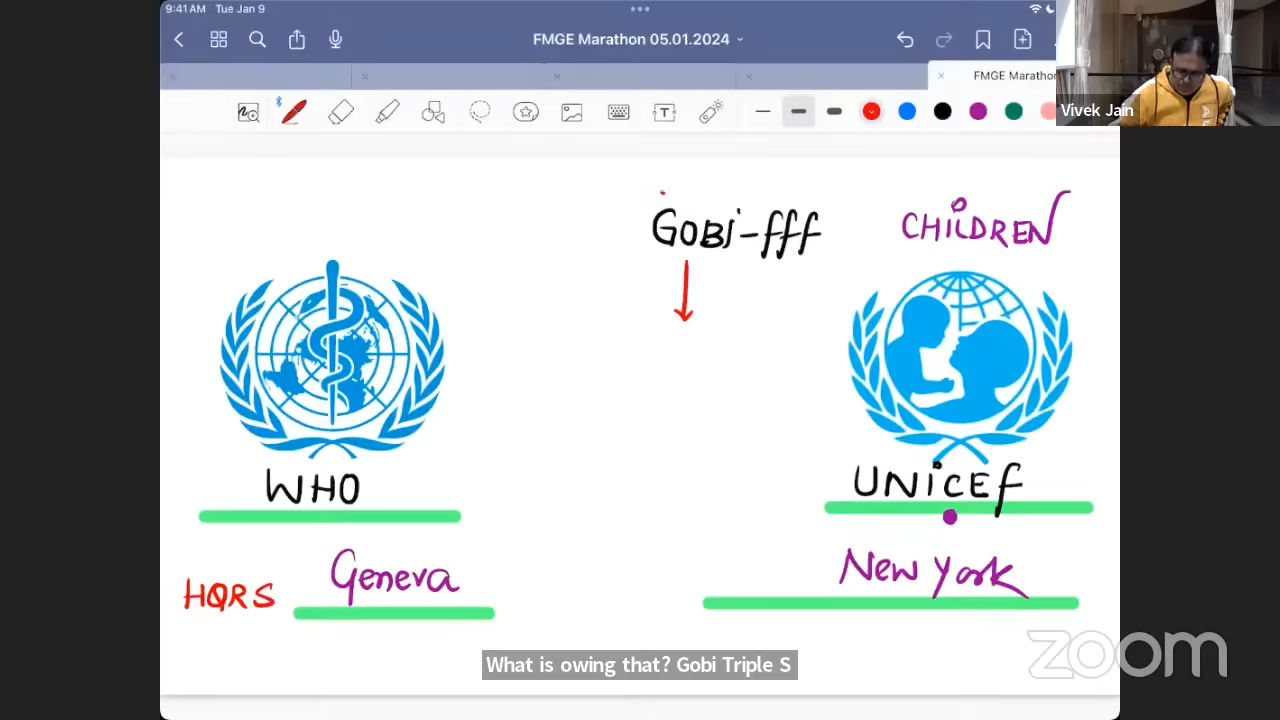 9:41 AM Tue Jan 9
FMGE Marathon 05.01.2024
FMGE Marathon
T
Vivek Jain
GOBi-fff
CHiLDREN
WHO
UNiCEf
HQRS
Geneva
New York
What is owing that? Gobi Triple S
zoom